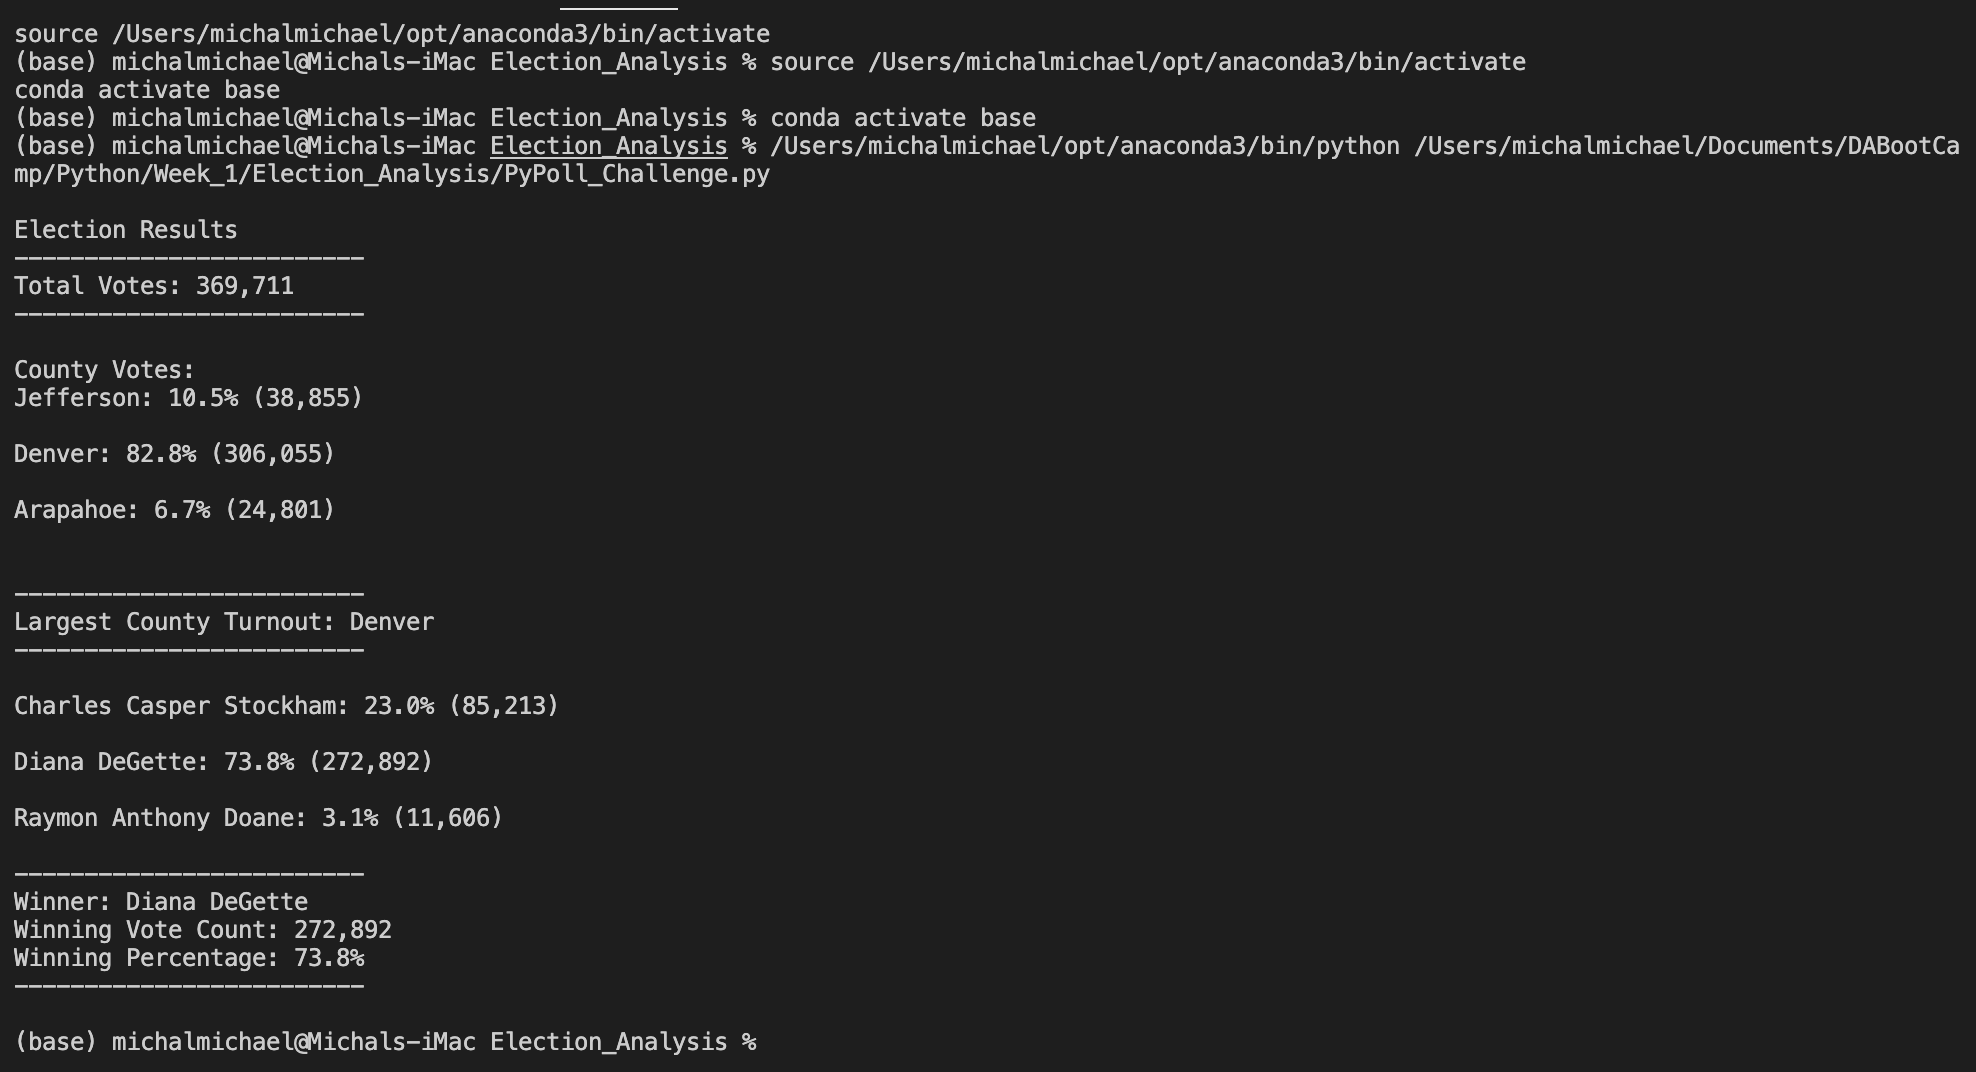 source /Users/michalmichael/opt/anaconda3/bin/activate
(base) michalmichael@Michals-iMac Election_Analysis % source /Users/michalmichael/opt/anaconda3/bin/activate
conda activate base
(base) michalmichael@Michals-iMac Election_Analysis % conda activate base
(base) michalmichael@Michals-iMac Election_Analysis % /Users/michalmichael/opt/anaconda3/bin/python /Users/michalmichael/Documents/DABootCa
mp/Python/Week_1/Election_Analysis/PyPoll_Challenge.py
Election Results
-------------------------
Total Votes: 369,711
-------------------------
County Votes:
Jefferson: 10.5% (38,855)
Denver: 82.8% (306,055)
Arapahoe: 6.7% (24,801)
-------------------------
Largest County Turnout: Denver
-------------------------
Charles Casper Stockham: 23.0% (85,213)
Diana DeGette: 73.8% (272,892)
Raymon Anthony Doane: 3.1% (11,606)
-------------------------
Winner: Diana DeGette
Winning Vote Count: 272,892
Winning Percentage: 73.8%
-------------------------
(base) michalmichael@Michals-iMac Election_Analysis %